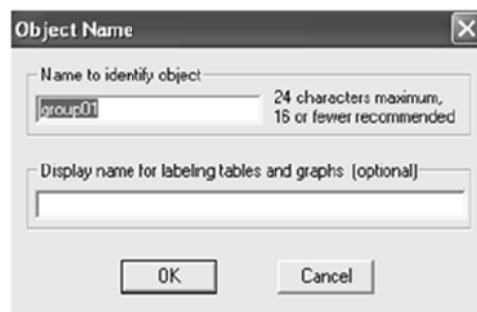 Object Name
Name to identify object
group01
24 characters maximum,
16 or fewer recommended
Display name for labeling tables and graphs (optional)
OK
Cancel